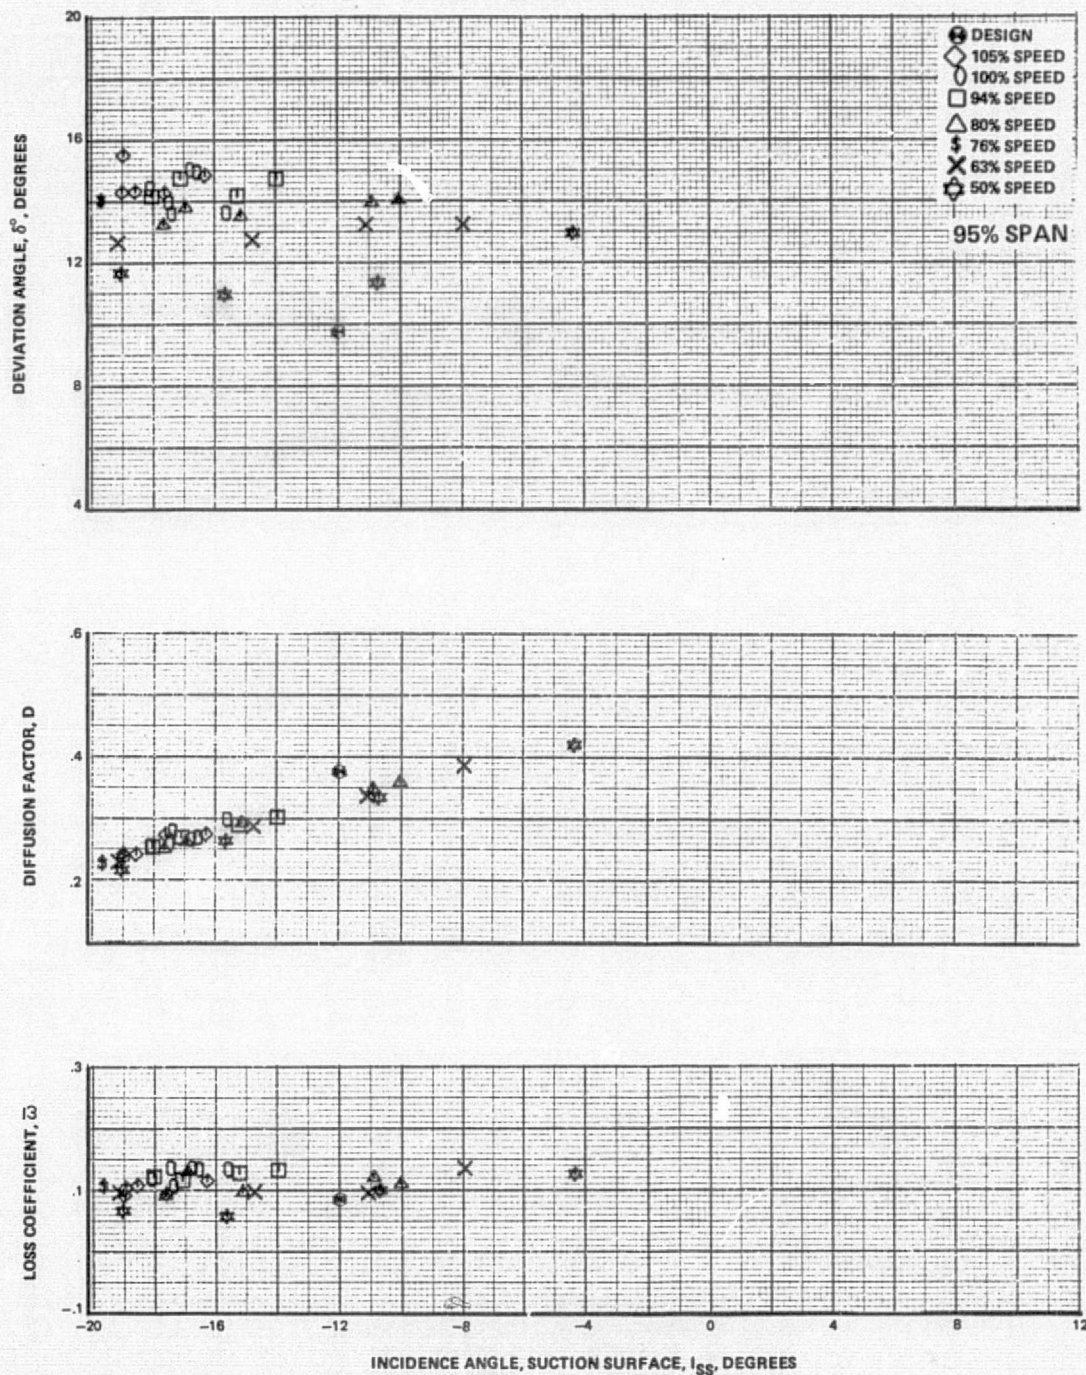 20
16
12
8
4
DEVIATION ANGLE, δ°, DEGREES
DESIGN
105% SPEED
100% SPEED
94% SPEED
80% SPEED
$ 76% SPEED
63% SPEED
50% SPEED
95% SPAN
.6
.4
.2
DIFFUSION FACTOR, D
.3
.1
-.1
LOSS COEFFICIENT, ω̅
-20 -16 -12 -8 -4 0 4 8 12
INCIDENCE ANGLE, SUCTION SURFACE, ISS, DEGREES